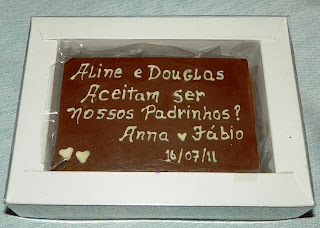 Aline e Douglas
Aceitam ser
nossos Padrinhos?
Anna ♥ Fábio
16/07/11